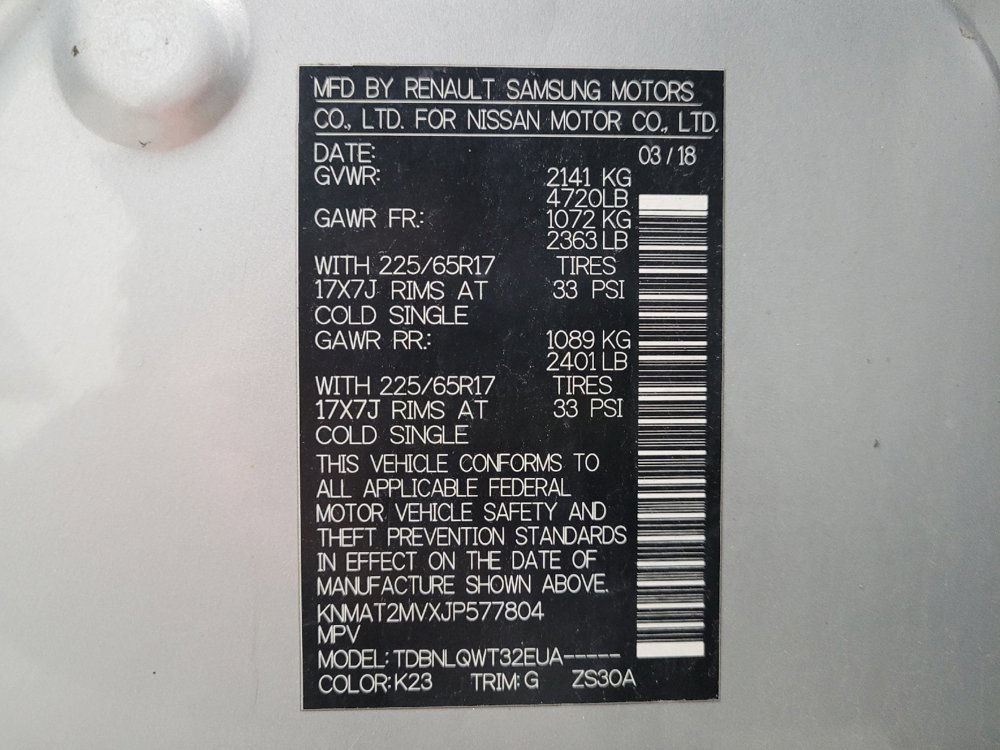 MFD BY RENAULT SAMSUNG MOTORS
CO., LTD. FOR NISSAN MOTOR CO., LTD.
DATE: 03 / 18
GVWR: 2141 KG
4720LB
GAWR FR.: 1072 KG
2363 LB
WITH 225/65R17 TIRES
17X7J RIMS AT 33 PSI
COLD SINGLE
GAWR RR.: 1089 KG
2401 LB
WITH 225/65R17 TIRES
17X7J RIMS AT 33 PSI
COLD SINGLE
THIS VEHICLE CONFORMS TO
ALL APPLICABLE FEDERAL
MOTOR VEHICLE SAFETY AND
THEFT PREVENTION STANDARDS
IN EFFECT ON THE DATE OF
MANUFACTURE SHOWN ABOVE.
KNMAT2MVXJP577804
MPV
MODEL: TDBNLQWT32EUA-----
COLOR: K23 TRIM: G ZS30A